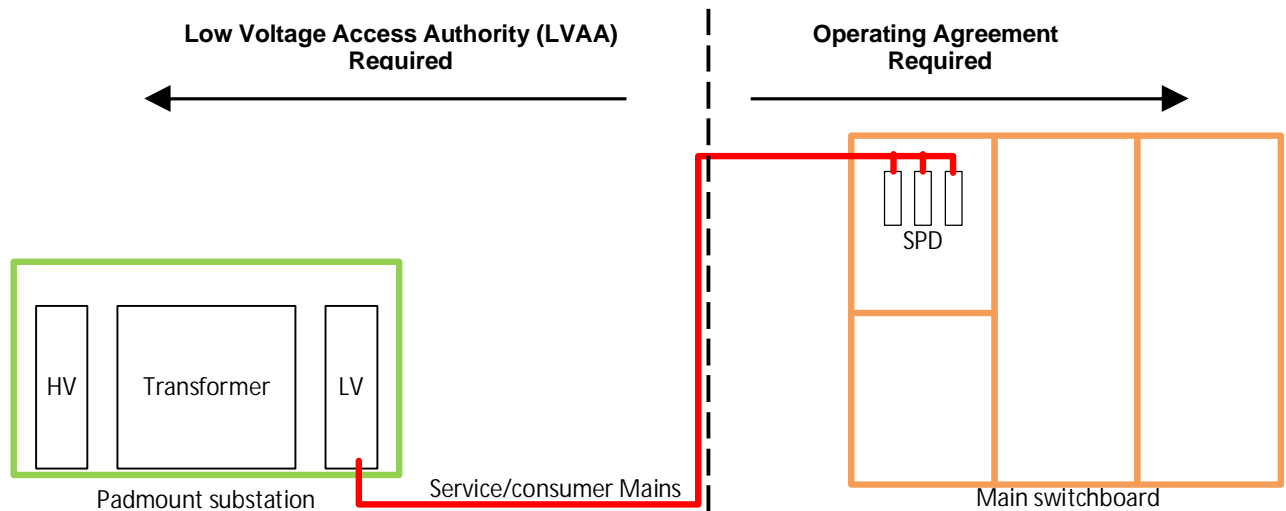 Low Voltage Access Authority (LVAA)
Required
Operating Agreement
Required
SPD
HV
Transformer
LV
Padmount substation
Service/consumer Mains
Main switchboard